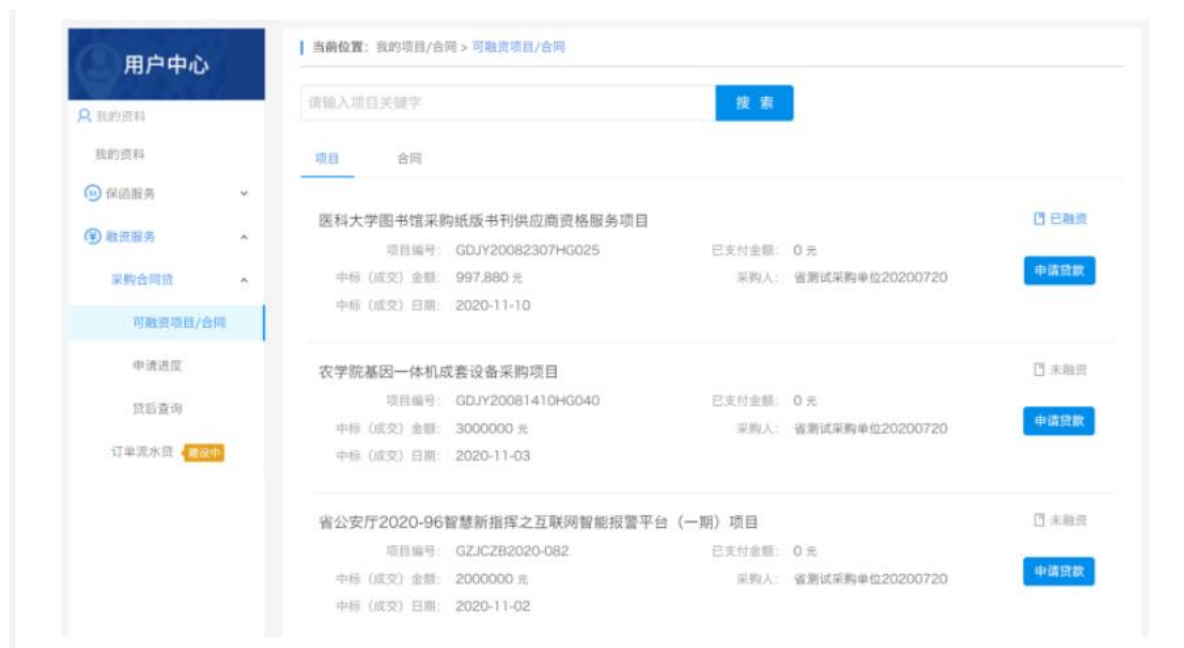 用户中心
我的资料
我的资料
保函服务
融资服务
采购合同贷
可融资项目/合同
申请进度
贷后查询
订单流水贷 建设中
当前位置：我的项目/合同 > 可融资项目/合同
请输入项目关键字 搜 索
项目 合同
医科大学图书馆采购纸版书刊供应商资格服务项目 已融资
项目编号： GDJY20082307HG025 已支付金额： 0 元
中标（成交）金额： 997,880 元 采购人： 省测试采购单位20200720 申请贷款
中标（成交）日期： 2020-11-10
农学院基因一体机成套设备采购项目 未融资
项目编号： GDJY20081410HG040 已支付金额： 0 元
中标（成交）金额： 3000000 元 采购人： 省测试采购单位20200720 申请贷款
中标（成交）日期： 2020-11-03
省公安厅2020-96智慧新指挥之互联网智能报警平台（一期）项目 未融资
项目编号： GZJCZB2020-082 已支付金额： 0 元
中标（成交）金额： 2000000 元 采购人： 省测试采购单位20200720 申请贷款
中标（成交）日期： 2020-11-02